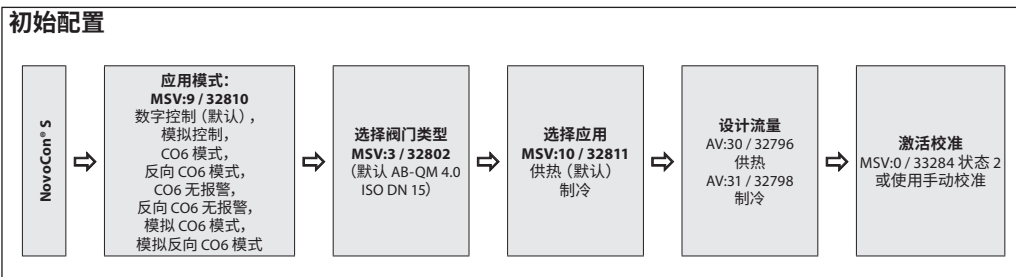 初始配置
NovoCon® S
应用模式：
MSV:9 / 32810
数字控制（默认），
模拟控制，
CO6 模式，
反向 CO6 模式，
CO6 无报警，
反向 CO6 无报警，
模拟 CO6 模式，
模拟反向 CO6 模式
选择阀门类型
MSV:3 / 32802
（默认 AB-QM 4.0
ISO DN 15）
选择应用
MSV:10 / 32811
供热（默认）
制冷
设计流量
AV:30 / 32796
供热
AV:31 / 32798
制冷
激活校准
MSV:0 / 33284 状态 2
或使用手动校准